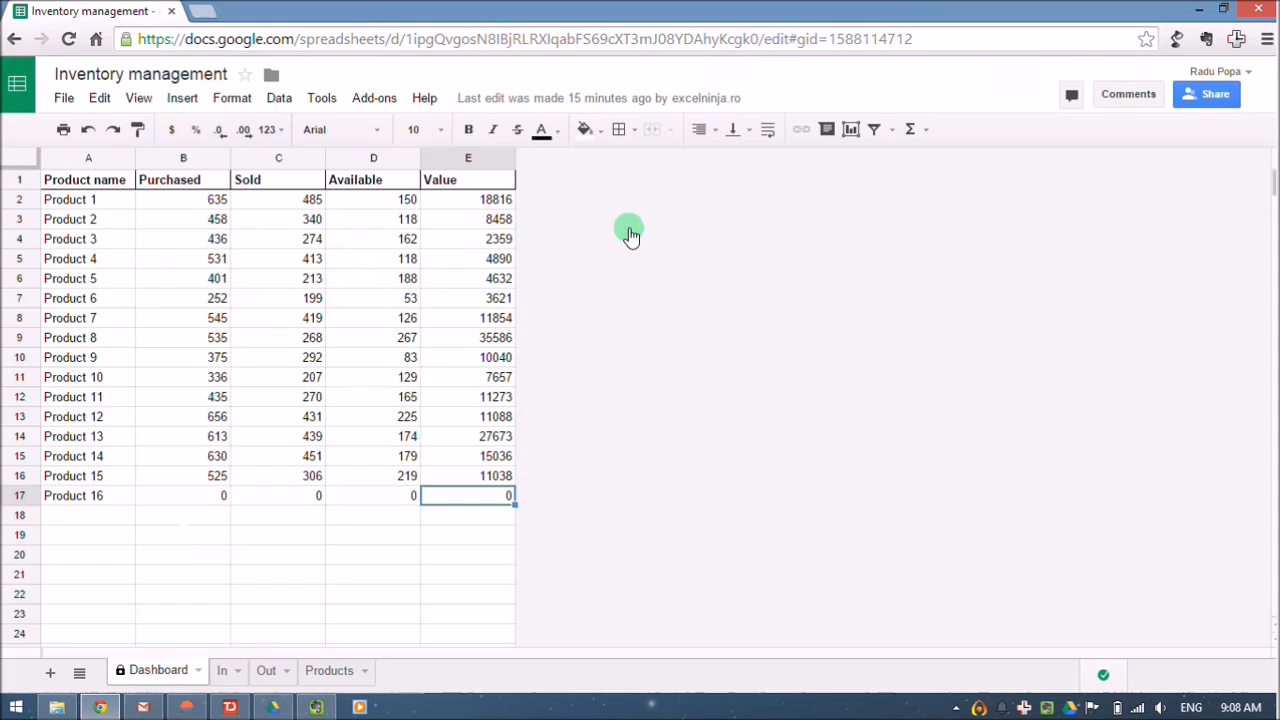 Inventory management -
https://docs.google.com/spreadsheets/d/1ipgQvgosN8IBjRLRXIqabFS69cXT3mJ08YDAhyKcgk0/edit#gid=1588114712
Inventory management
Radu Popa
File Edit View Insert Format Data Tools Add-ons Help Last edit was made 15 minutes ago by excelninja.ro
Comments Share
$ % .0 .00 123 Arial 10 B I S A Σ
A B C D E
1 Product name Purchased Sold Available Value
2 Product 1 635 485 150 18816
3 Product 2 458 340 118 8458
4 Product 3 436 274 162 2359
5 Product 4 531 413 118 4890
6 Product 5 401 213 188 4632
7 Product 6 252 199 53 3621
8 Product 7 545 419 126 11854
9 Product 8 535 268 267 35586
10 Product 9 375 292 83 10040
11 Product 10 336 207 129 7657
12 Product 11 435 270 165 11273
13 Product 12 656 431 225 11088
14 Product 13 613 439 174 27673
15 Product 14 630 451 179 15036
16 Product 15 525 306 219 11038
17 Product 16 0 0 0 0
18
19
20
21
22
23
24
+ Dashboard In Out Products
ENG 9:08 AM